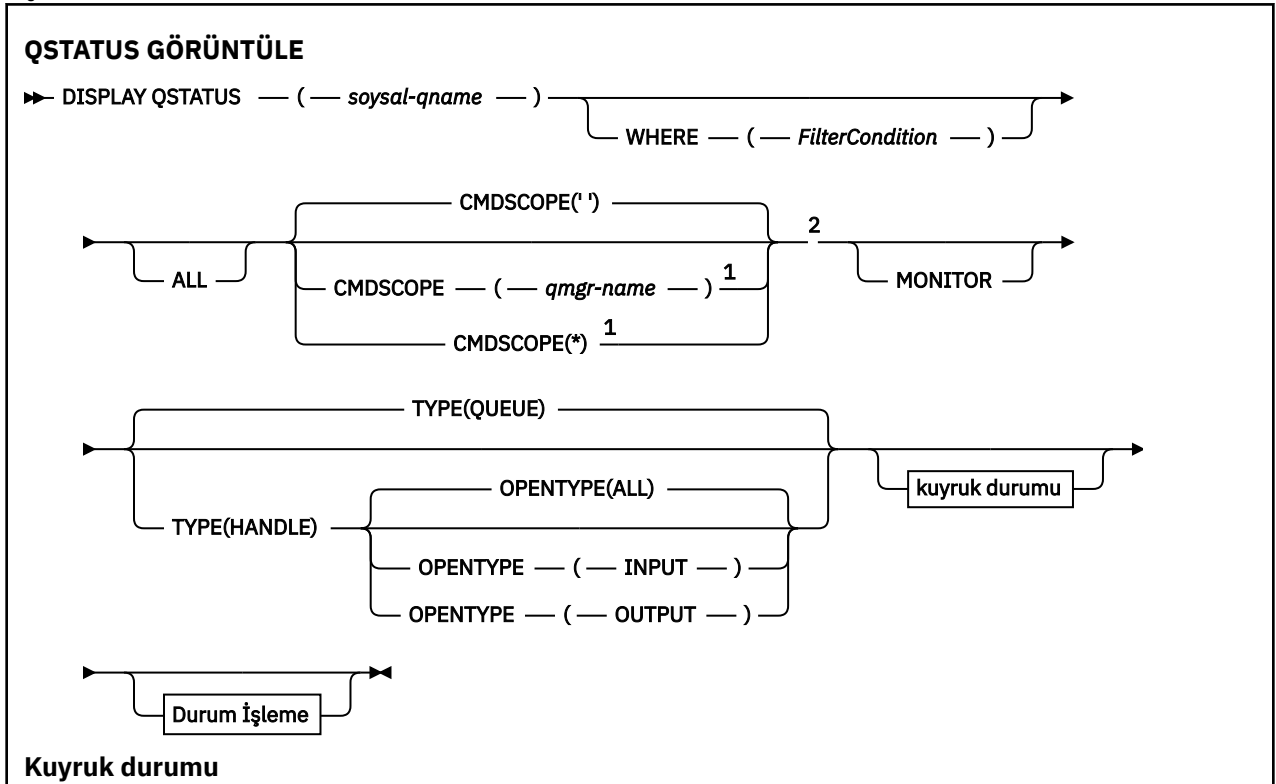 QSTATUS GÖRÜNTÜLE
DISPLAY QSTATUS ( soysal-qname )
WHERE ( FilterCondition )
CMDSCOPE(' ')
2
ALL
CMDSCOPE ( qmgr-name ) 1
MONITOR
CMDSCOPE(*) 1
TYPE(QUEUE)
OPENTYPE(ALL)
kuyruk durumu
TYPE(HANDLE)
OPENTYPE ( INPUT )
OPENTYPE ( OUTPUT )
Durum İşleme
Kuyruk durumu